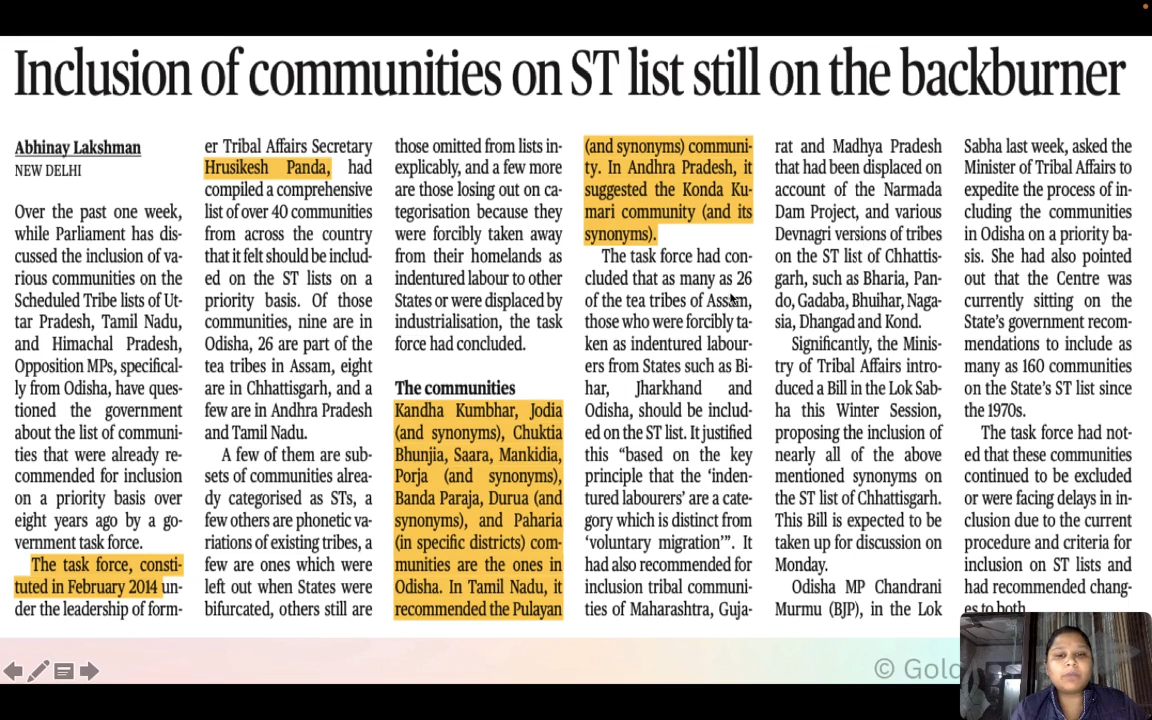 Inclusion of communities on ST list still on the backburner
Abhinay Lakshman
NEW DELHI
Over the past one week,
while Parliament has dis-
cussed the inclusion of va-
rious communities on the
Scheduled Tribe lists of Ut-
tar Pradesh, Tamil Nadu,
and Himachal Pradesh,
Opposition MPs, specifical-
ly from Odisha, have ques-
tioned the government
about the list of communi-
ties that were already re-
commended for inclusion
on a priority basis over
eight years ago by a go-
vernment task force.
The task force, consti-
tuted in February 2014 un-
der the leadership of form-
er Tribal Affairs Secretary
Hrusikesh Panda, had
compiled a comprehensive
list of over 40 communities
from across the country
that it felt should be includ-
ed on the ST lists on a
priority basis. Of those
communities, nine are in
Odisha, 26 are part of the
tea tribes in Assam, eight
are in Chhattisgarh, and a
few are in Andhra Pradesh
and Tamil Nadu.
A few of them are sub-
sets of communities alrea-
dy categorised as STs, a
few others are phonetic va-
riations of existing tribes, a
few are ones which were
left out when States were
bifurcated, others still are
those omitted from lists in-
explicably, and a few more
are those losing out on ca-
tegorisation because they
were forcibly taken away
from their homelands as
indentured labour to other
States or were displaced by
industrialisation, the task
force had concluded.
The communities
Kandha Kumbhar, Jodia
(and synonyms), Chuktia
Bhunjia, Saara, Mankidia,
Porja (and synonyms),
Banda Paraja, Durua (and
synonyms), and Paharia
(in specific districts) com-
munities are the ones in
Odisha. In Tamil Nadu, it
recommended the Pulayan
(and synonyms) communi-
ty. In Andhra Pradesh, it
suggested the Konda Ku-
mari community (and its
synonyms).
The task force had con-
cluded that as many as 26
of the tea tribes of Assam,
those who were forcibly ta-
ken as indentured labour-
ers from States such as Bi-
har, Jharkhand and
Odisha, should be includ-
ed on the ST list. It justified
this “based on the key
principle that the ‘inden-
tured labourers’ are a cate-
gory which is distinct from
‘voluntary migration’”. It
had also recommended for
inclusion tribal communi-
ties of Maharashtra, Guja-
rat and Madhya Pradesh
that had been displaced on
account of the Narmada
Dam Project, and various
Devnagri versions of tribes
on the ST list of Chhattis-
garh, such as Bharia, Pan-
do, Gadaba, Bhuihar, Naga-
sia, Dhangad and Kond.
Significantly, the Minis-
try of Tribal Affairs intro-
duced a Bill in the Lok Sab-
ha this Winter Session,
proposing the inclusion of
nearly all of the above
mentioned synonyms on
the ST list of Chhattisgarh.
This Bill is expected to be
taken up for discussion on
Monday.
Odisha MP Chandrani
Murmu (BJP), in the Lok
Sabha last week, asked the
Minister of Tribal Affairs to
expedite the process of in-
cluding the communities
in Odisha on a priority ba-
sis. She had also pointed
out that the Centre was
currently sitting on the
State’s government recom-
mendations to include as
many as 160 communities
on the State’s ST list since
the 1970s.
The task force had not-
ed that these communities
continued to be excluded
or were facing delays in in-
clusion due to the current
procedure and criteria for
inclusion on ST lists and
had recommended chang-
es to both.
©